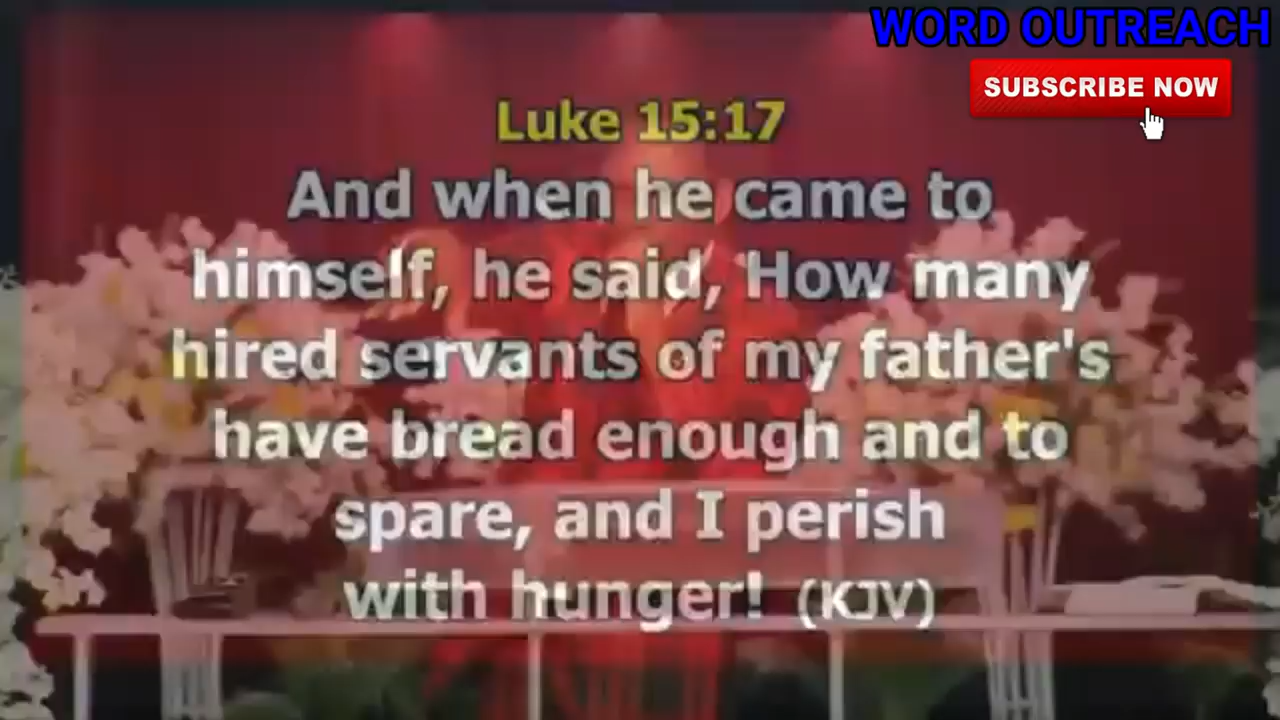 WORD OUTREACH
SUBSCRIBE NOW
Luke 15:17
And when he came to
himself, he said, How many
hired servants of my father's
have bread enough and to
spare, and I perish
with hunger! (KJV)